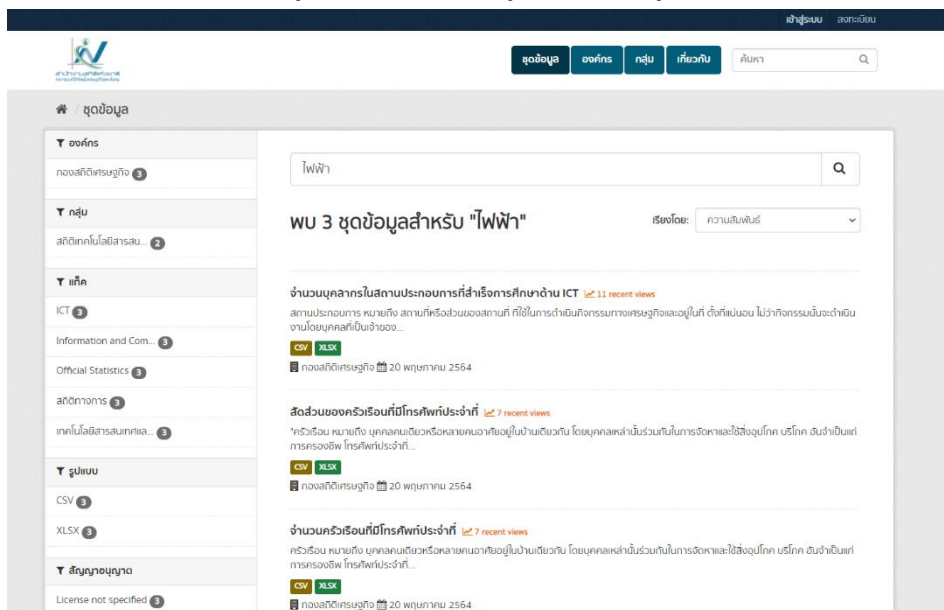 เข้าสู่ระบบ ลงทะเบียน
สำนักงานสถิติแห่งชาติ
ชุดข้อมูล องค์กร กลุ่ม เกี่ยวกับ ค้นหา
/ ชุดข้อมูล
องค์กร
กองสถิติเศรษฐกิจ 3
กลุ่ม
สถิติเทคโนโลยีสารสน... 2
แท็ค
ICT 3
Information and Com... 3
Official Statistics 3
สถิติทางการ 3
เทคโนโลยีสารสนเทศแล... 3
รูปแบบ
CSV 3
XLSX 3
สัญญาอนุญาต
License not specified 3
ไฟฟ้า
พบ 3 ชุดข้อมูลสำหรับ "ไฟฟ้า" เรียงโดย: ความสัมพันธ์
จำนวนบุคลากรในสถานประกอบการที่สำเร็จการศึกษาด้าน ICT 11 recent views
สถานประกอบการ หมายถึง สถานที่หรือส่วนของสถานที่ ที่ใช้ในการดำเนินกิจกรรมทางเศรษฐกิจและอยู่ในที่ ตั้งที่แน่นอน ไม่ว่ากิจกรรมนั้นจะดำเนิน
งานโดยบุคคลที่เป็นเจ้าของ...
CSV XLSX
กองสถิติเศรษฐกิจ 20 พฤษภาคม 2564
สัดส่วนของครัวเรือนที่มีโทรศัพท์ประจำที่ 7 recent views
"ครัวเรือน หมายถึง บุคคลคนเดียวหรือหลายคนอาศัยอยู่ในบ้านเดียวกัน โดยบุคคลเหล่านั้นร่วมกันในการจัดหาและใช้สิ่งอุปโภค บริโภค อันจำเป็นแก่
การครองชีพ โทรศัพท์ประจำที่...
CSV XLSX
กองสถิติเศรษฐกิจ 20 พฤษภาคม 2564
จำนวนครัวเรือนที่มีโทรศัพท์ประจำที่ 7 recent views
ครัวเรือน หมายถึง บุคคลคนเดียวหรือหลายคนอาศัยอยู่ในบ้านเดียวกัน โดยบุคคลเหล่านั้นร่วมกันในการจัดหาและใช้สิ่งอุปโภค บริโภค อันจำเป็นแก่
การครองชีพ โทรศัพท์ประจำที่...
CSV XLSX
กองสถิติเศรษฐกิจ 20 พฤษภาคม 2564